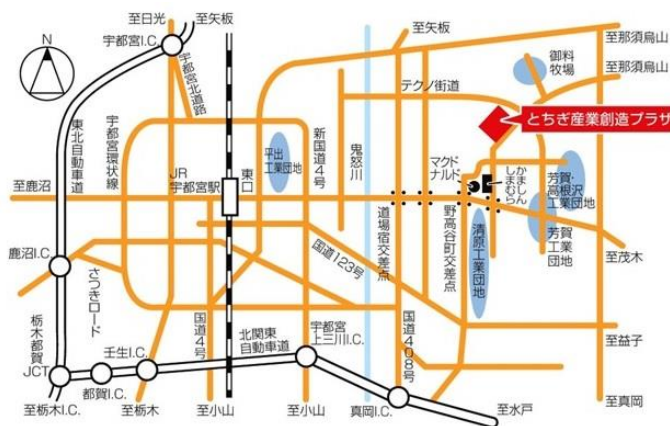 至日光
至矢板
宇都宮I.C.
N
宇都宮北道路
東北自動車道
宇都宮環状線
至鹿沼
JR
宇都宮駅
東口
平出
工業団地
新国道4号
鬼怒川
至矢板
テクノ街道
御料
牧場
至那須烏山
至那須烏山
とちぎ産業創造プラザ
マクド
ナルド
かましん
しまむら
芳賀・
高根沢
工業団地
芳賀
工業
団地
至茂木
道場宿交差点
野高谷町交差点
清原工業団地
国道123号
鹿沼I.C.
さつきロード
栃木都賀
JCT
壬生I.C.
都賀I.C.
国道4号
北関東
自動車道
宇都宮
上三川I.C.
国道408号
至益子
至真岡
至栃木I.C.
至栃木
至小山
至小山
真岡I.C.
至水戸